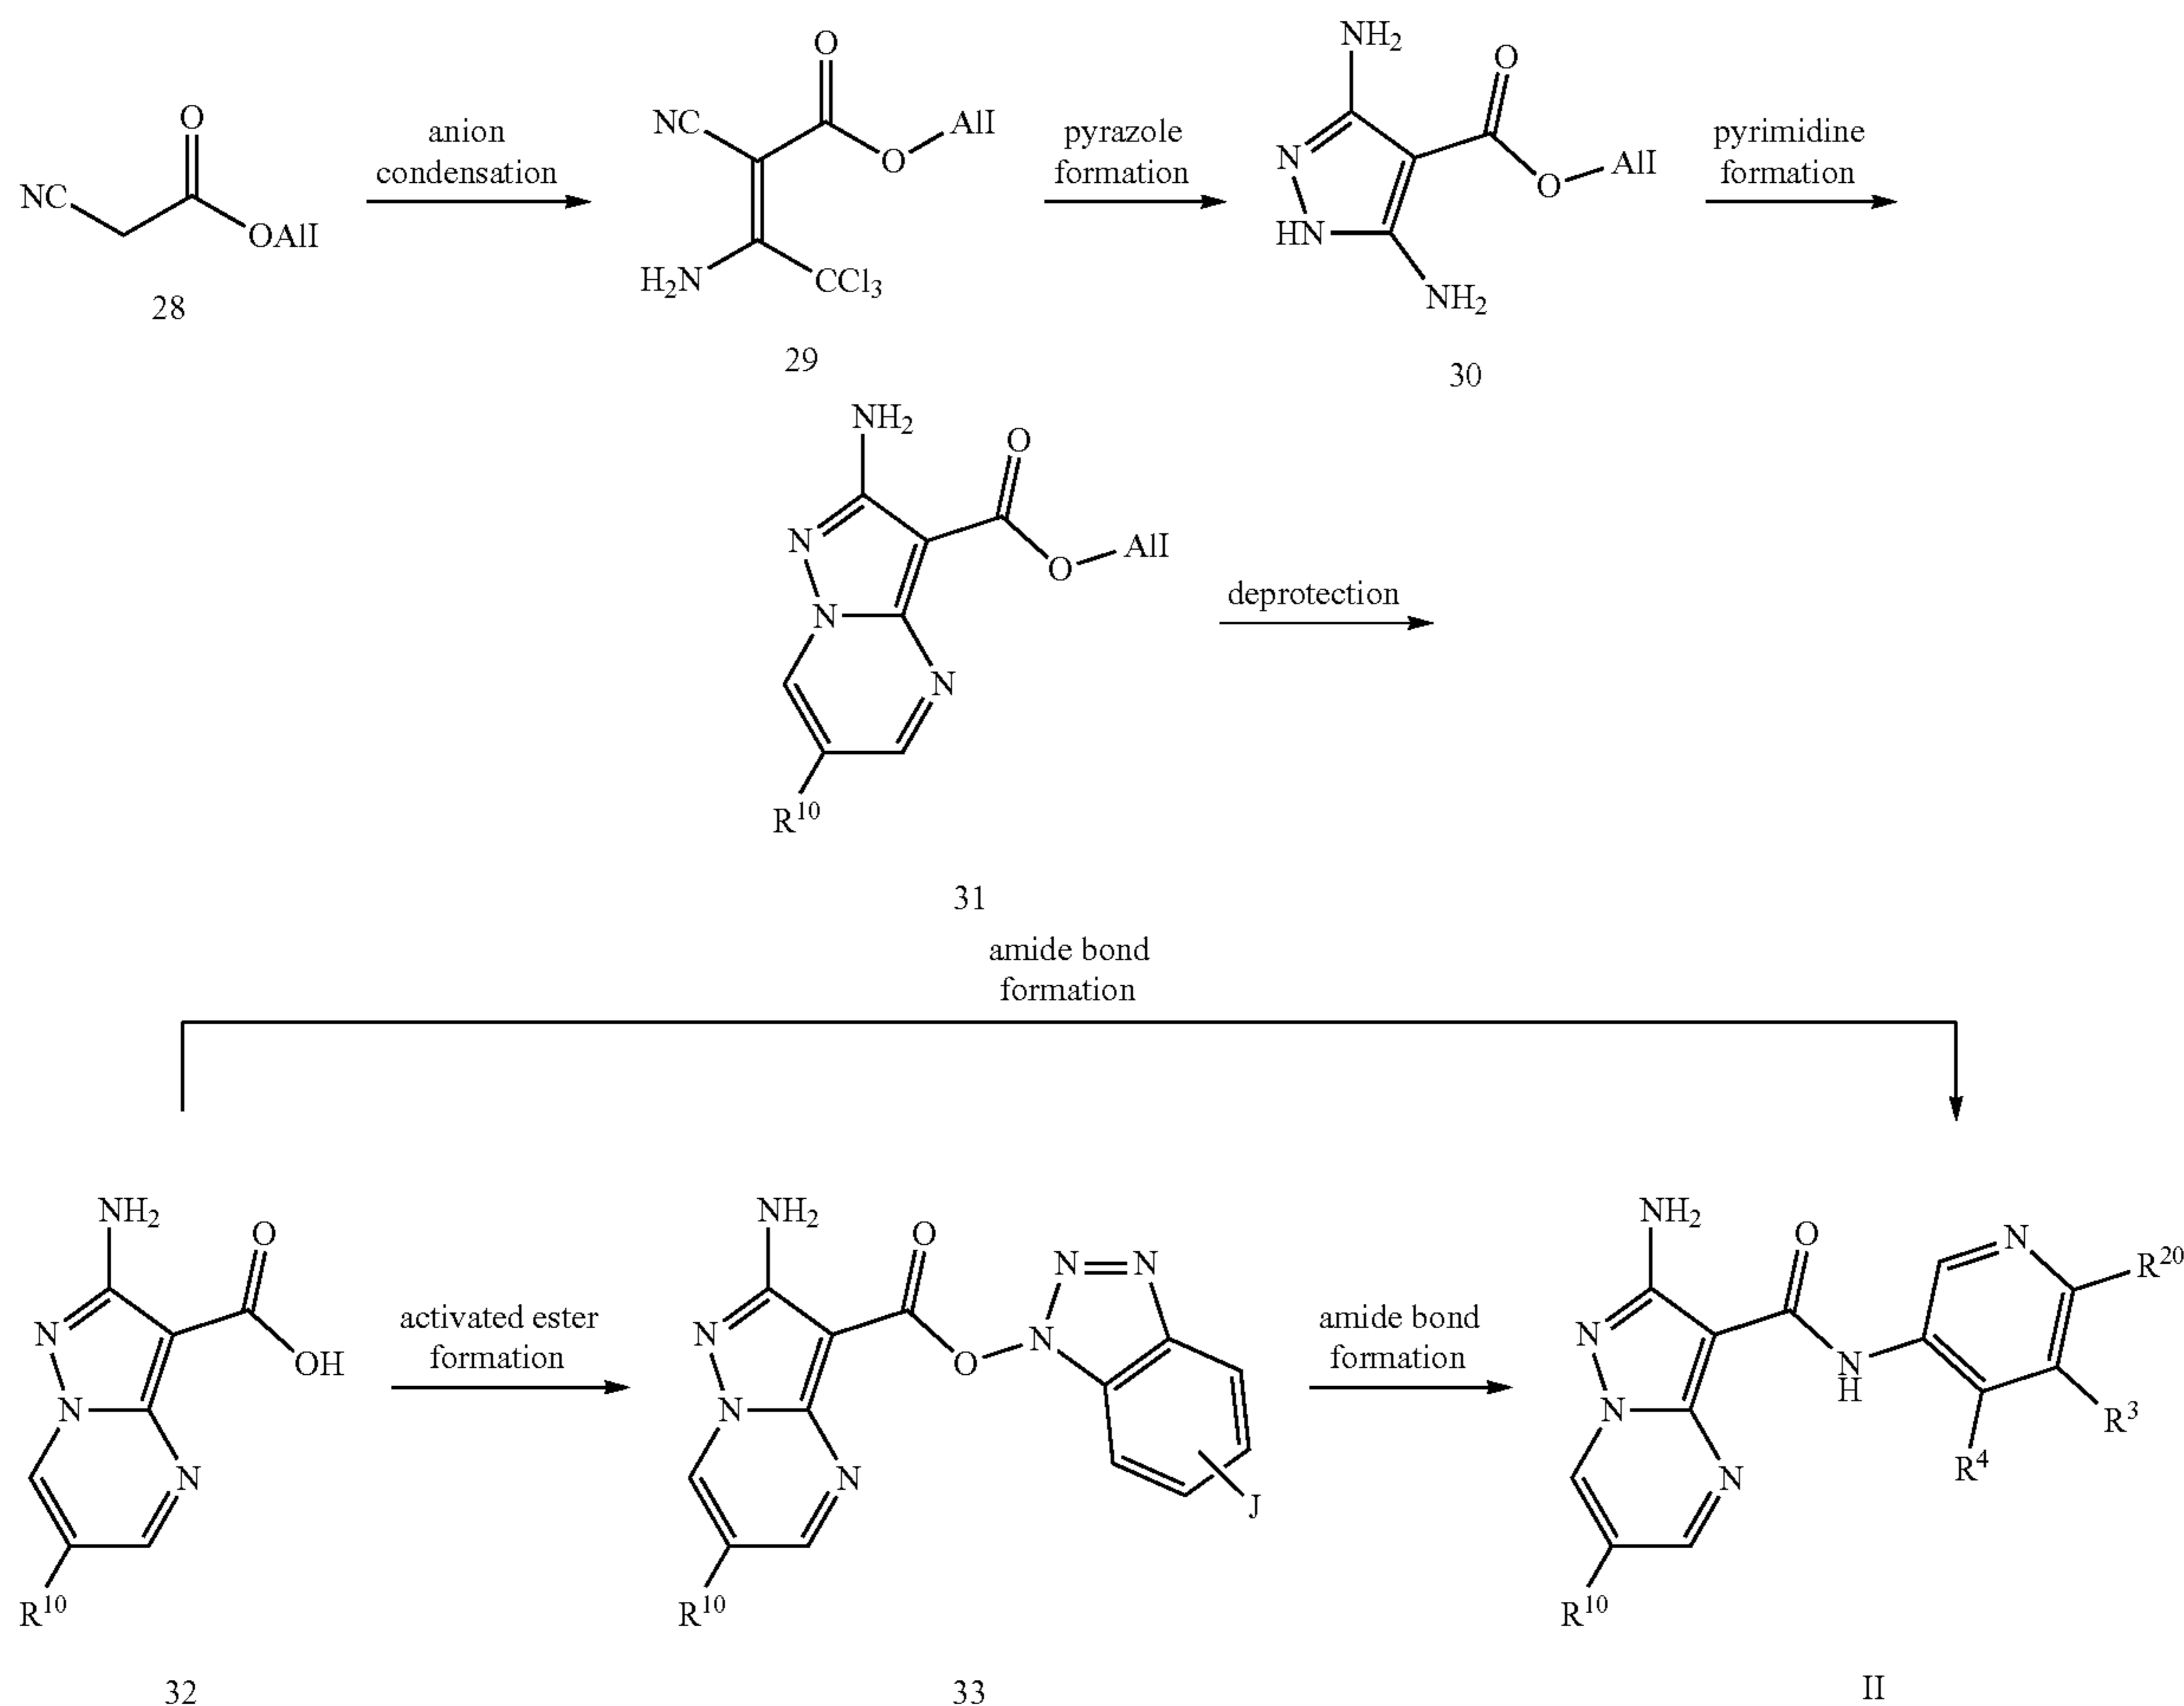 NC
O
OAll
28
anion
condensation
NC
O
O
All
H2N
CCl3
29
pyrazole
formation
NH2
O
N
O
All
HN
NH2
30
pyrimidine
formation
NH2
O
N
O
All
N
N
R10
31
deprotection
amide bond
formation
NH2
O
N
OH
N
N
R10
32
activated ester
formation
NH2
O
N
O
N
N
N
N
N
J
R10
33
amide bond
formation
NH2
O
N
N
R20
N
H
R3
R4
N
N
R10
II